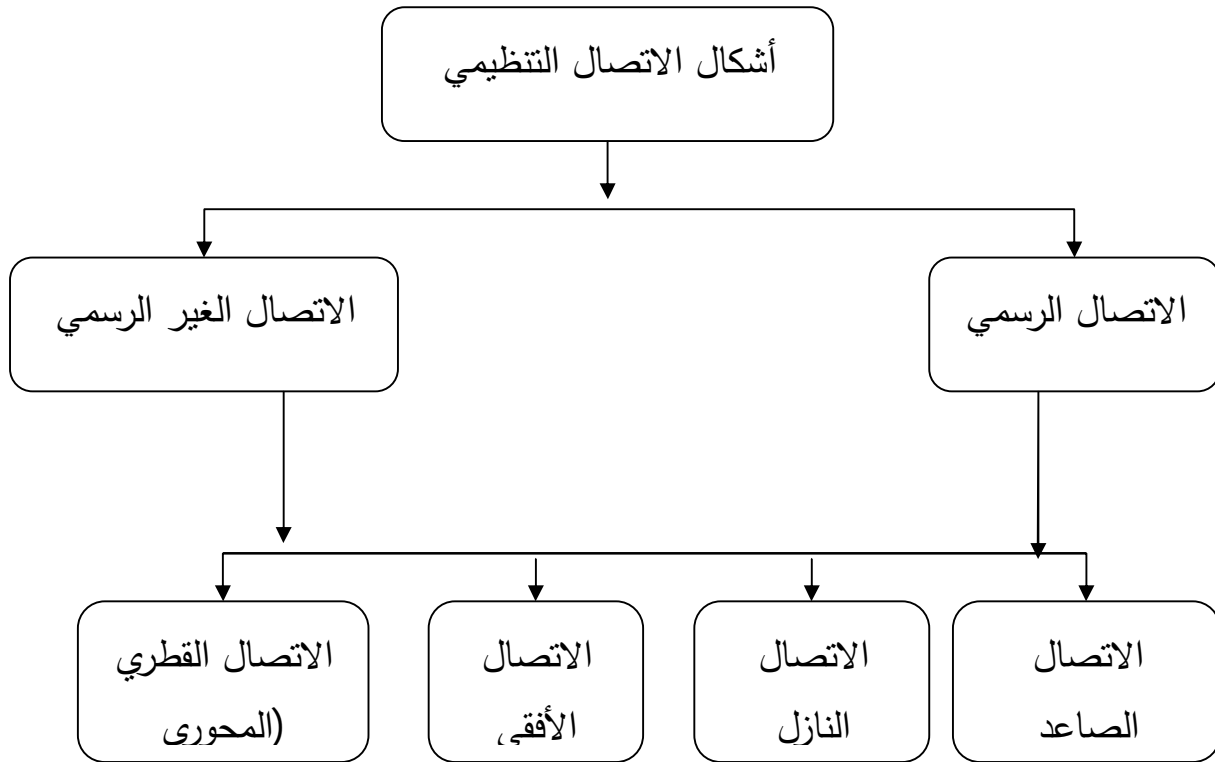 أشكال الاتصال التنظيمي
الاتصال الرسمي
الاتصال الغير الرسمي
الاتصال
الصاعد
الاتصال
النازل
الاتصال
الأفقي
الاتصال القطري
(المحوري